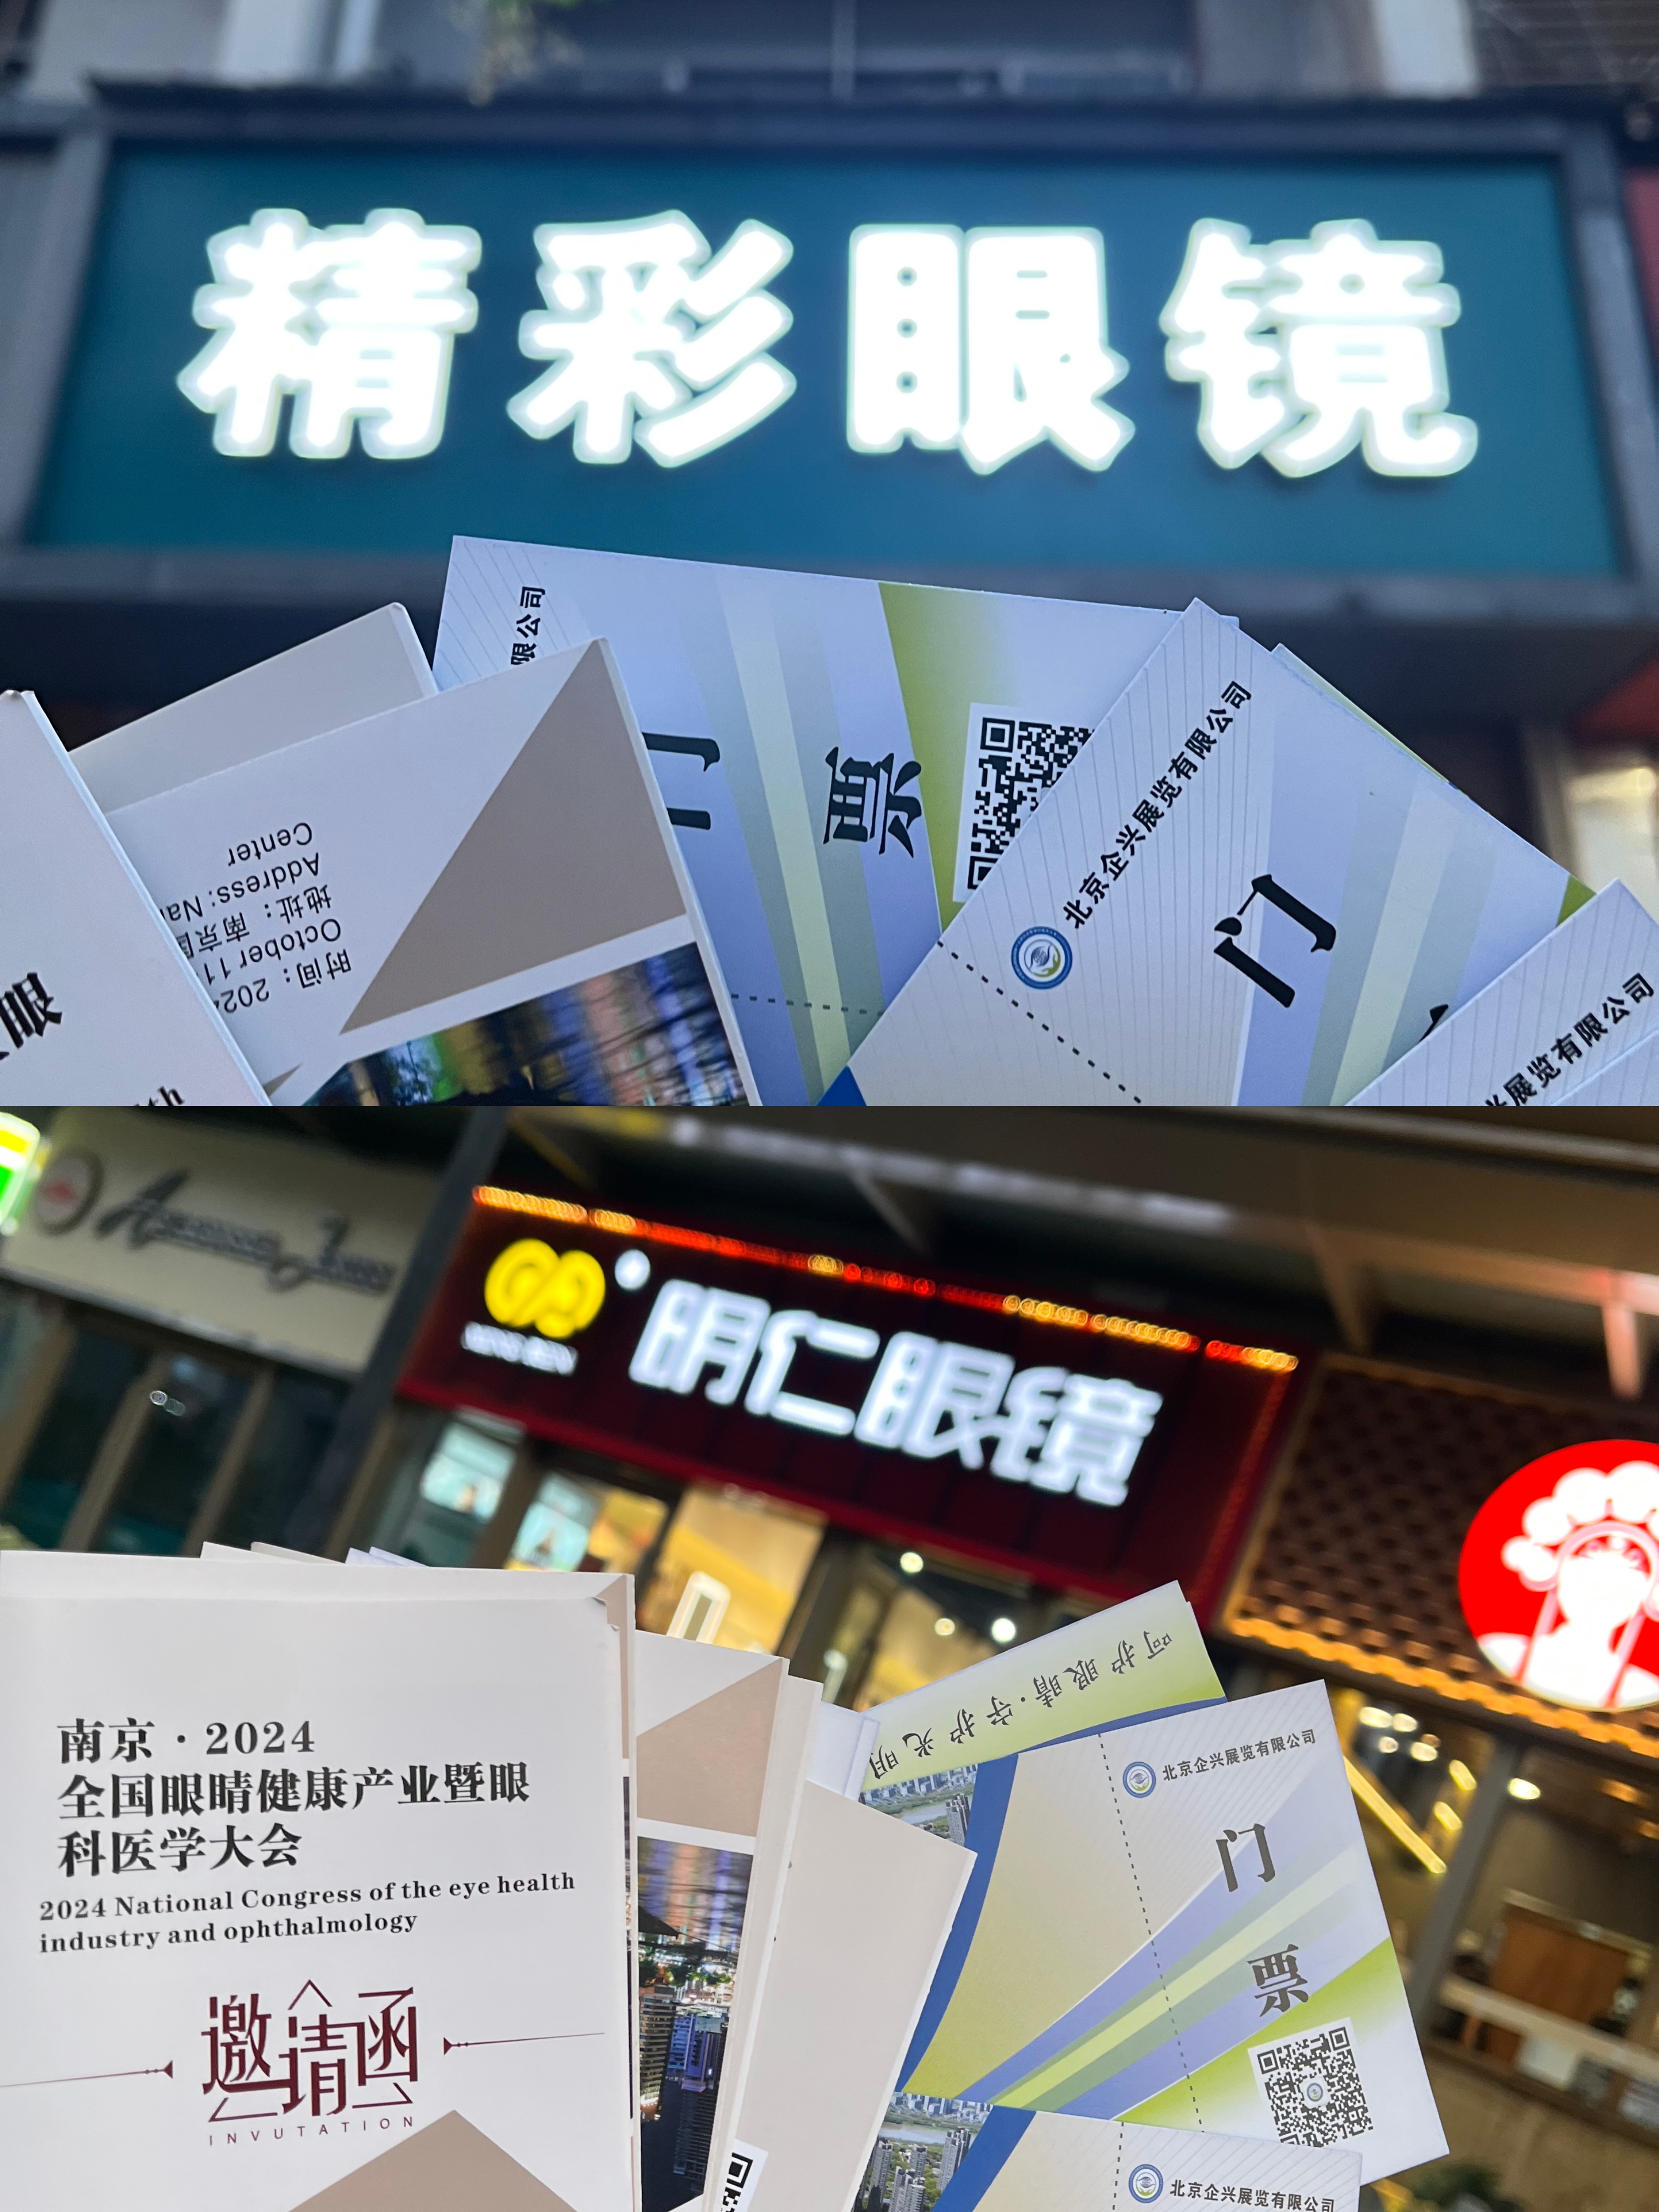 精彩眼镜
限公司
门票
北京企兴展览有限公司
门
兴展览有限公司
时间：202
October 11
地址：南京国
Address: Na
Center
眼
th
明仁眼镜
南京·2024
全国眼睛健康产业暨眼
科医学大会
2024 National Congress of the eye health
industry and ophthalmology
邀请函
INVUTATION
呵护眼睛·守护光明
北京企兴展览有限公司
门
票
北京企兴展览有限公司